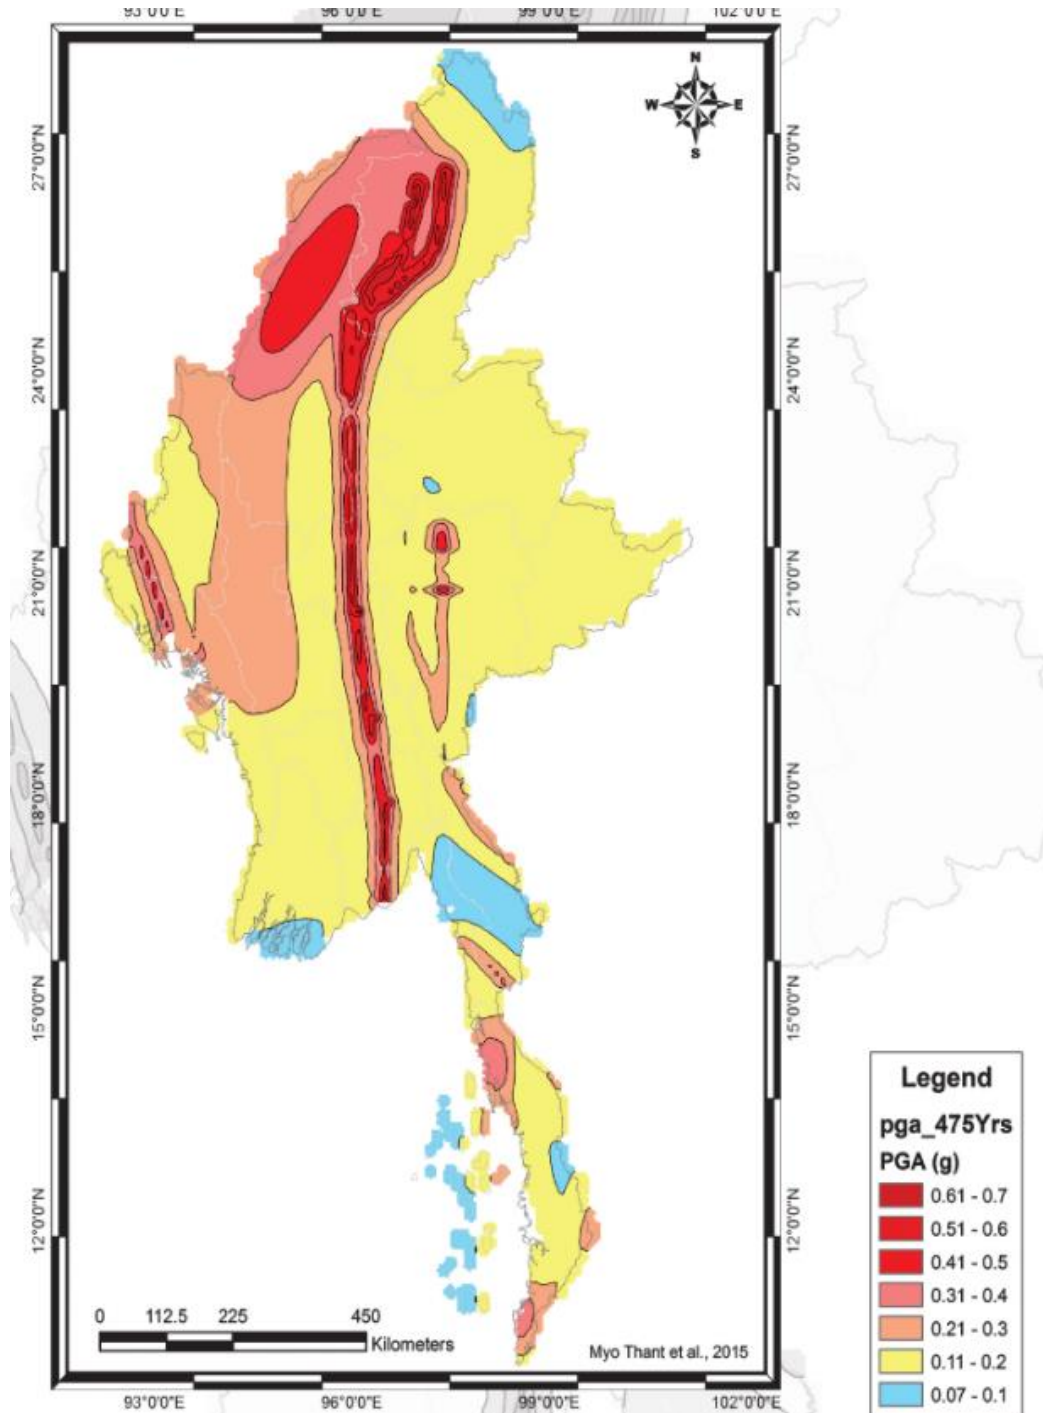 93°0'0"E 96°0'0"E 99°0'0"E 102°0'0"E
N
W E
S
27°0'0"N 27°0'0"N
24°0'0"N 24°0'0"N
21°0'0"N 21°0'0"N
18°0'0"N 18°0'0"N
15°0'0"N 15°0'0"N
12°0'0"N 12°0'0"N
0 112.5 225 450
Kilometers
Myo Thant et al., 2015
93°0'0"E 96°0'0"E 99°0'0"E 102°0'0"E
Legend
pga_475Yrs
PGA (g)
0.61 - 0.7
0.51 - 0.6
0.41 - 0.5
0.31 - 0.4
0.21 - 0.3
0.11 - 0.2
0.07 - 0.1